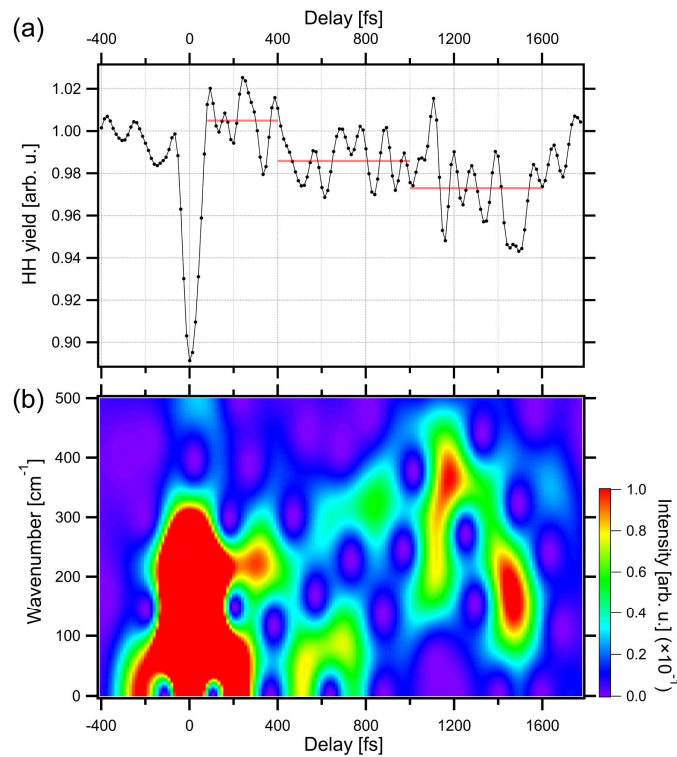 (a)
Delay [fs]
-400 0 400 800 1200 1600
HH yield [arb. u.]
1.02
1.00
0.98
0.96
0.94
0.92
0.90
(b)
Wavenumber [cm⁻¹]
500
400
300
200
100
0
-400 0 400 800 1200 1600
Delay [fs]
1.0
0.8
0.6
0.4
0.2
0.0
Intensity [arb. u.] (×10⁻¹)